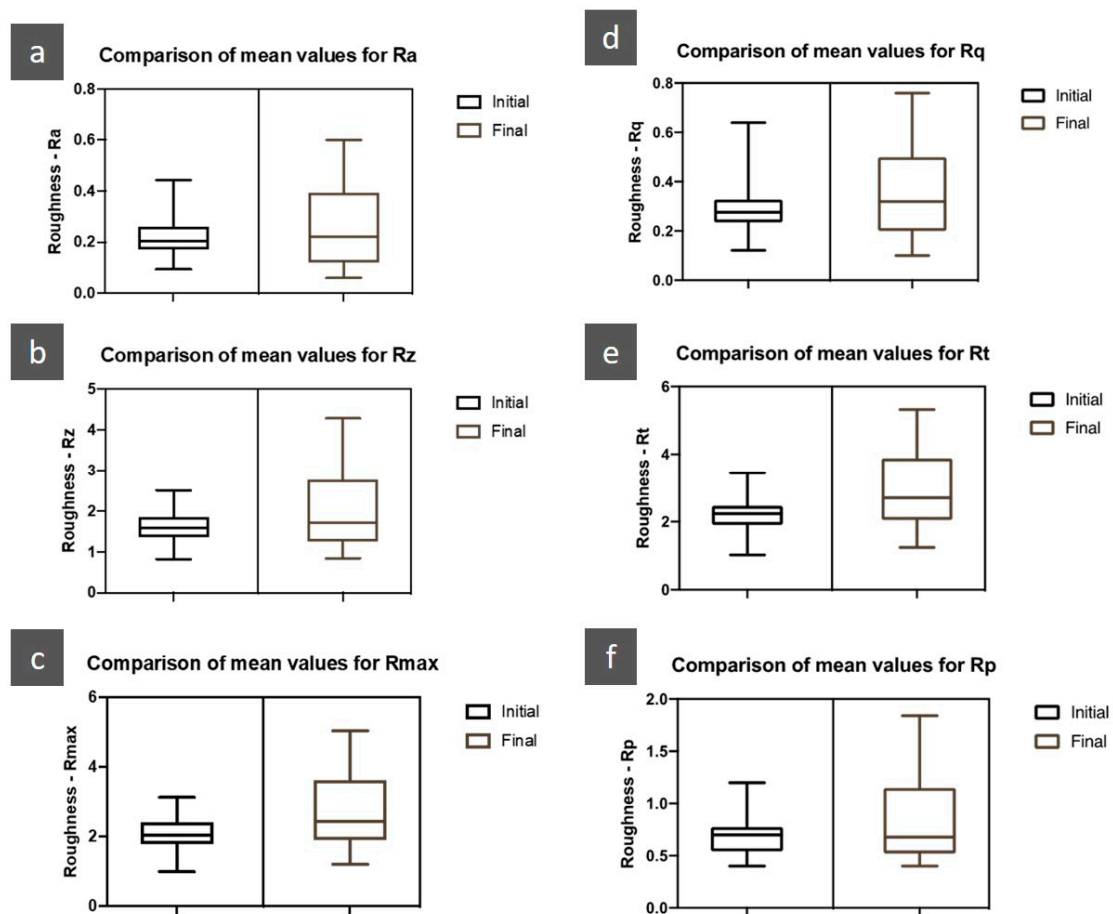 a
Comparison of mean values for Ra
Roughness - Ra
0.8
0.6
0.4
0.2
0.0
Initial
Final
b
Comparison of mean values for Rz
Roughness - Rz
5
4
3
2
1
0
Initial
Final
c
Comparison of mean values for Rmax
Roughness - Rmax
6
4
2
0
Initial
Final
d
Comparison of mean values for Rq
Roughness - Rq
0.8
0.6
0.4
0.2
0.0
Initial
Final
e
Comparison of mean values for Rt
Roughness - Rt
6
4
2
0
Initial
Final
f
Comparison of mean values for Rp
Roughness - Rp
2.0
1.5
1.0
0.5
0.0
Initial
Final